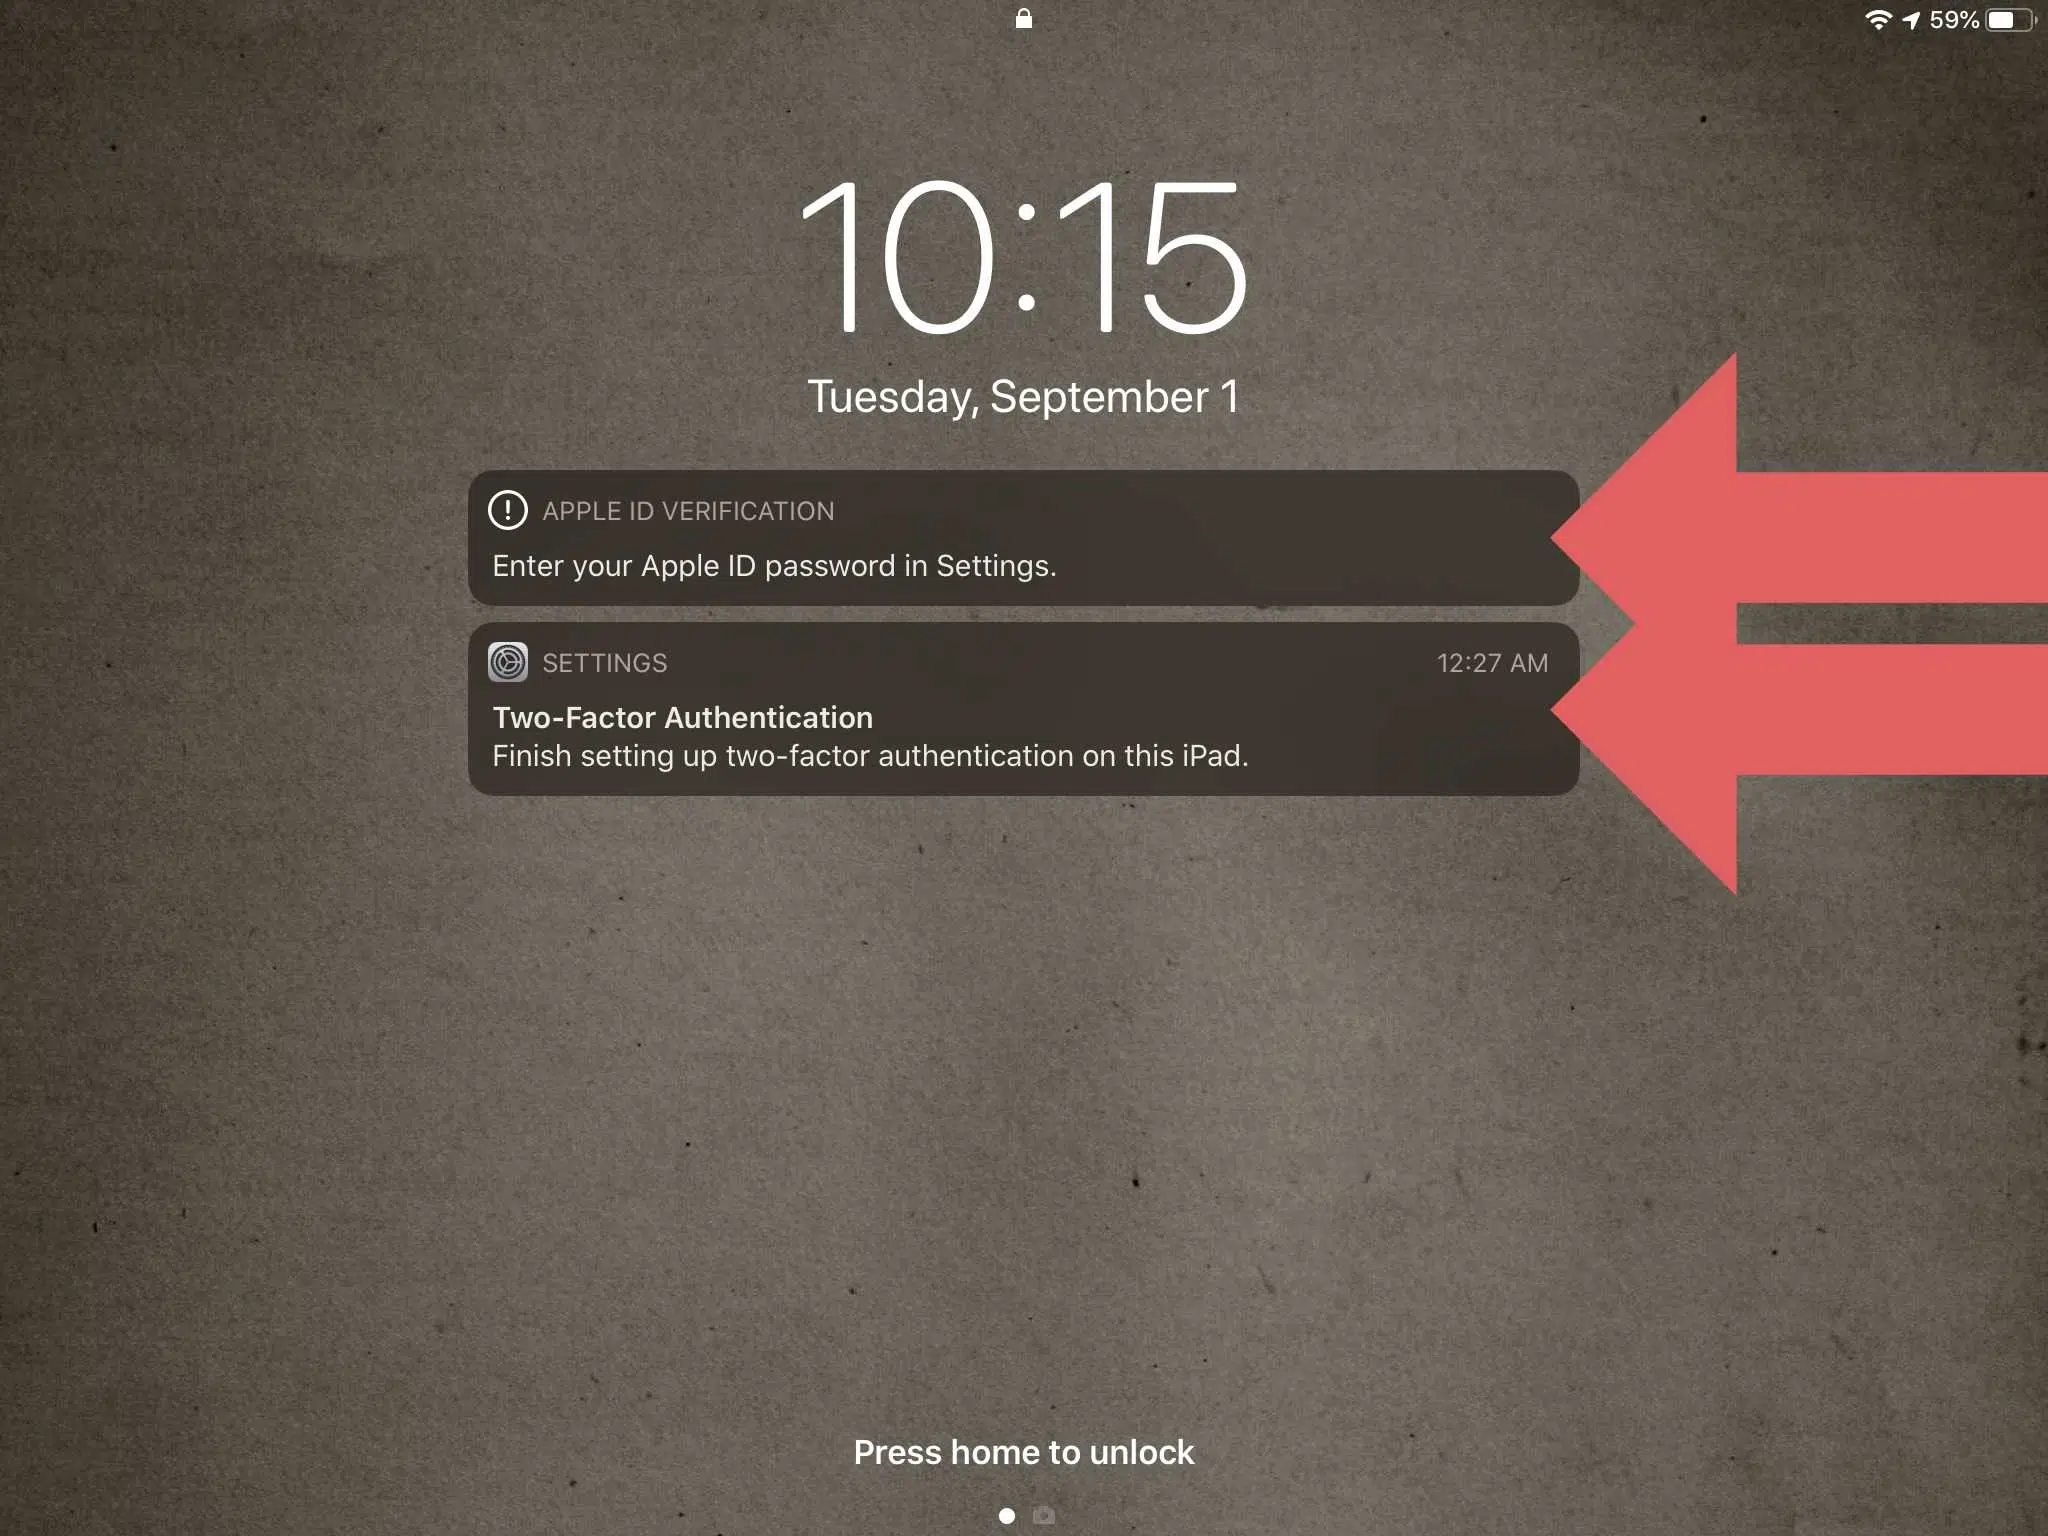 59%
10:15
Tuesday, September 1
APPLE ID VERIFICATION
Enter your Apple ID password in Settings.
SETTINGS 12:27 AM
Two-Factor Authentication
Finish setting up two-factor authentication on this iPad.
Press home to unlock